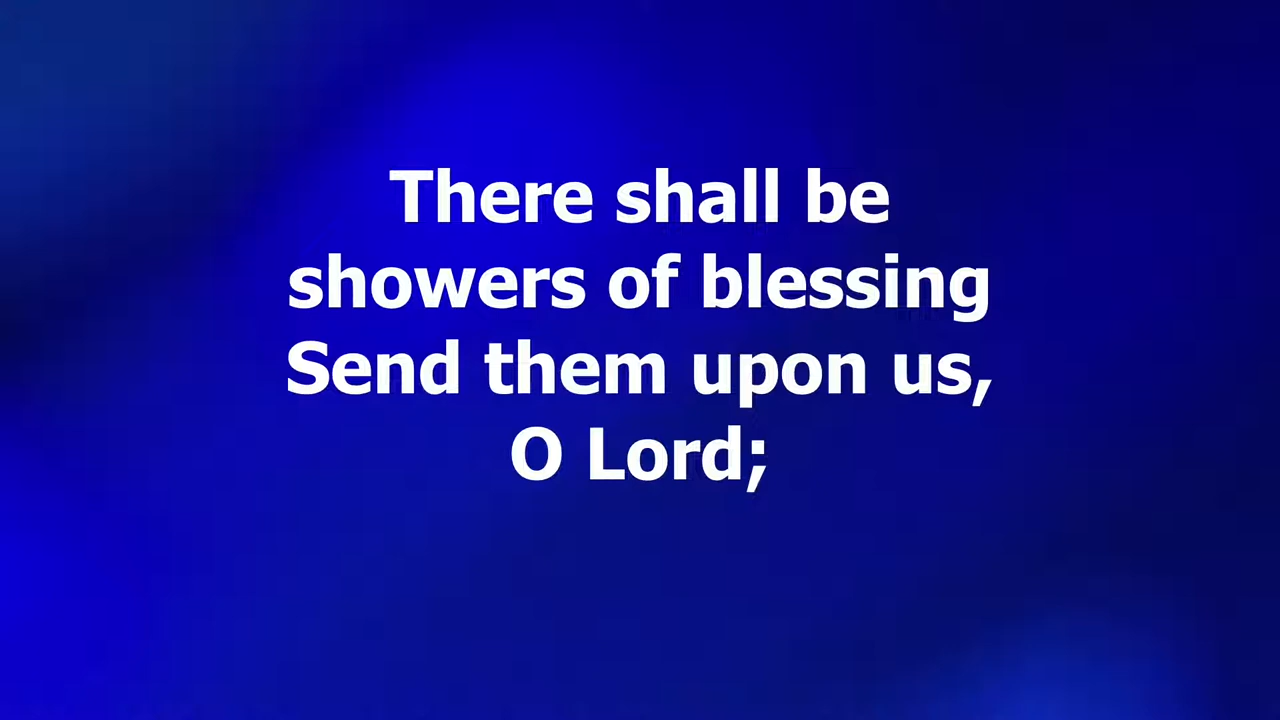 There shall be
showers of blessing
Send them upon us,
O Lord;